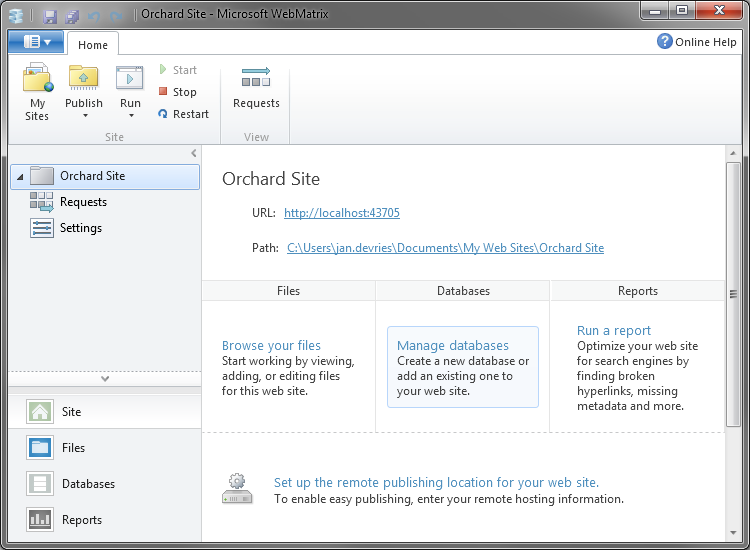 Orchard Site - Microsoft WebMatrix
Home
Online Help
My
Sites
Publish
Run
Start
Stop
Restart
Requests
Site
View
Orchard Site
Requests
Settings
Site
Files
Databases
Reports
Orchard Site
URL: http://localhost:43705
Path: C:\Users\jan.devries\Documents\My Web Sites\Orchard Site
Files
Databases
Reports
Browse your files
Start working by viewing,
adding, or editing files
for this web site.
Manage databases
Create a new database or
add an existing one to
your web site.
Run a report
Optimize your web site
for search engines by
finding broken
hyperlinks, missing
metadata and more.
Set up the remote publishing location for your web site.
To enable easy publishing, enter your remote hosting information.